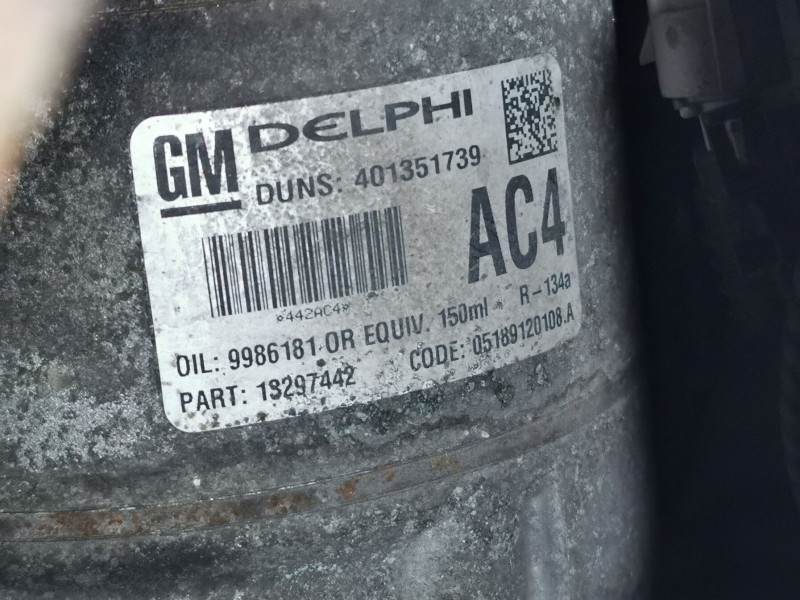 GM DELPHI
DUNS: 401351739
AC4
*442AC4*
OIL: 9986181 OR EQUIV. 150ml R-134a
PART: 13297442 CODE: 05189120108.A